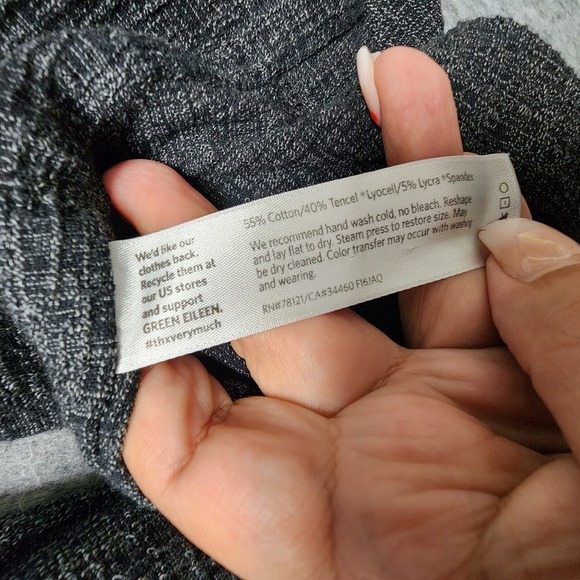 We'd like our
clothes back.
Recycle them at
our US stores
and support
GREEN EILEEN.
#thxverymuch
55% Cotton/40% Tencel *Lyocell/5% Lycra *Spandex
We recommend hand wash cold, no bleach. Reshape
and lay flat to dry. Steam press to restore size. May
be dry cleaned. Color transfer may occur with washing
and wearing.
RN#78121/CA#34460 F16JAQ